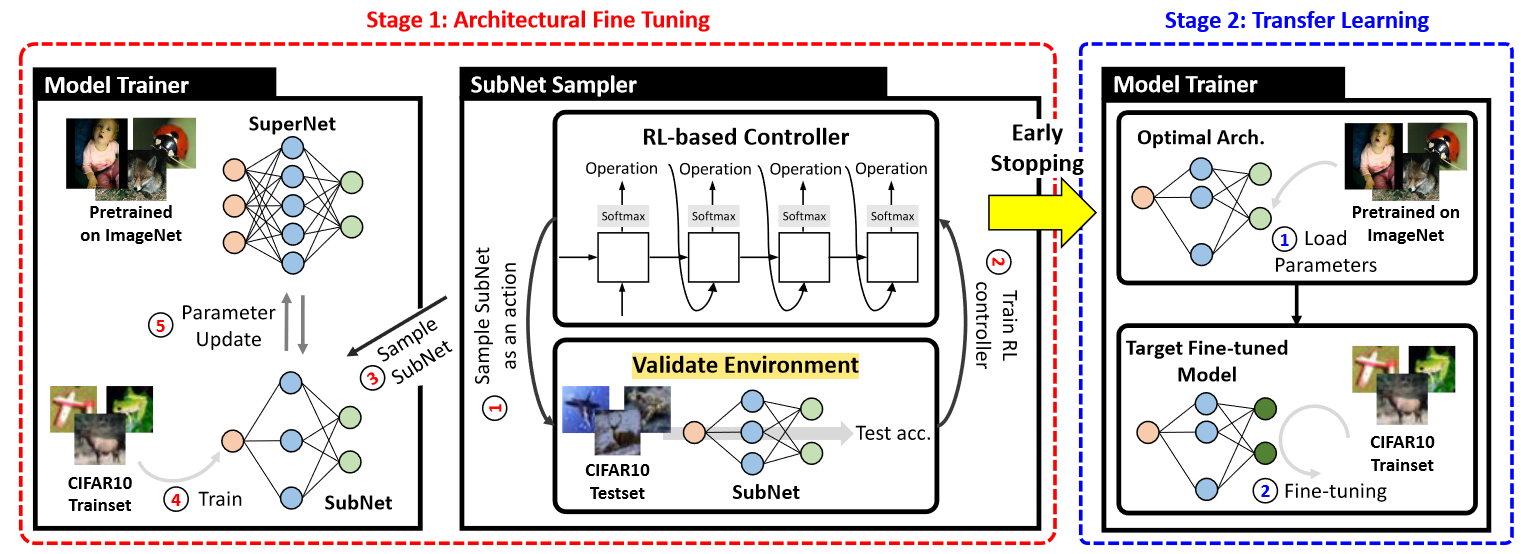 Stage 1: Architectural Fine Tuning
Model Trainer
SuperNet
Pretrained
on ImageNet
5
Parameter
Update
CIFAR10
Trainset
4
Train
SubNet
3
Sample
SubNet
SubNet Sampler
RL-based Controller
Operation
Operation
Operation
Operation
Softmax
Softmax
Softmax
Softmax
1
Sample SubNet
as an action
2
Train RL
controller
Validate Environment
CIFAR10
Testset
SubNet
Test acc.
Early
Stopping
Stage 2: Transfer Learning
Model Trainer
Optimal Arch.
Pretrained on
ImageNet
1
Load
Parameters
Target Fine-tuned
Model
CIFAR10
Trainset
2
Fine-tuning